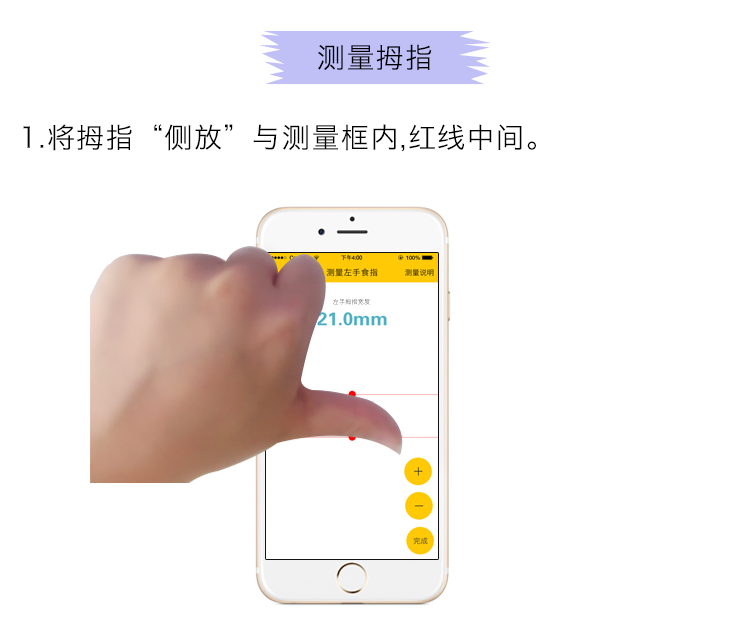 测量拇指
1.将拇指“侧放”与测量框内,红线中间。
下午4:00
100%
测量左手食指
测量说明
左手拇指宽度
21.0mm
+
−
完成